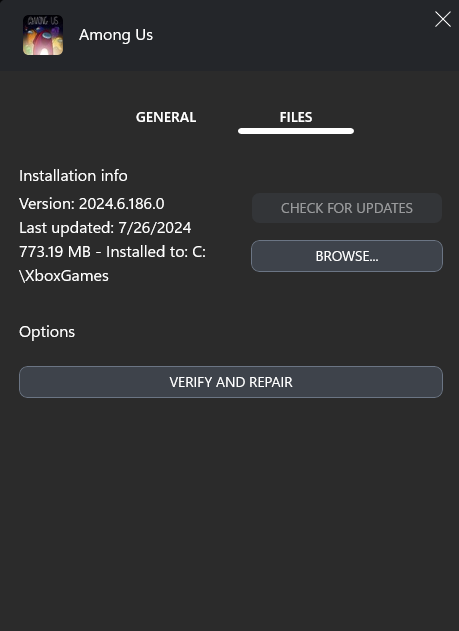 AMONG US
Among Us
GENERAL
FILES
Installation info
Version: 2024.6.186.0
Last updated: 7/26/2024
773.19 MB - Installed to: C:
\XboxGames
CHECK FOR UPDATES
BROWSE...
Options
VERIFY AND REPAIR